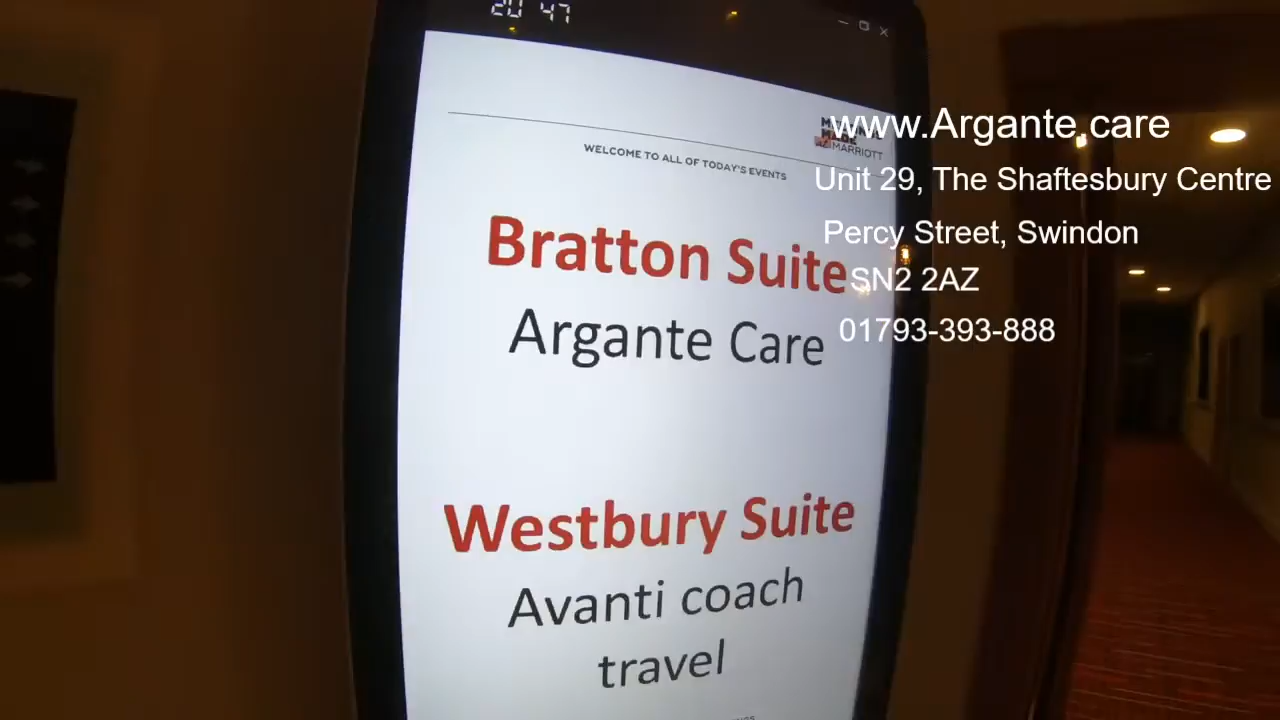 20 47
WELCOME TO ALL OF TODAY'S EVENTS
MARRIOTT
Bratton Suite
Argante Care
Westbury Suite
Avanti coach
travel
www.Argante.care
Unit 29, The Shaftesbury Centre
Percy Street, Swindon
SN2 2AZ
01793-393-888